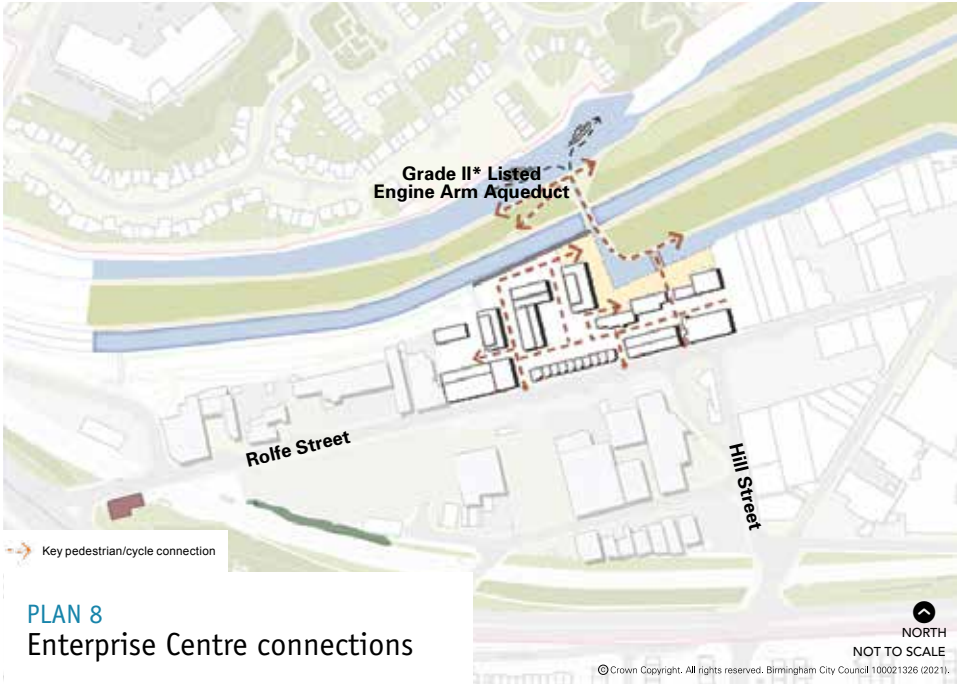 Grade II* Listed
Engine Arm Aqueduct
Rolfe Street
Hill Street
Key pedestrian/cycle connection
PLAN 8
Enterprise Centre connections
NORTH
NOT TO SCALE
© Crown Copyright. All rights reserved. Birmingham City Council 100021326 (2021).